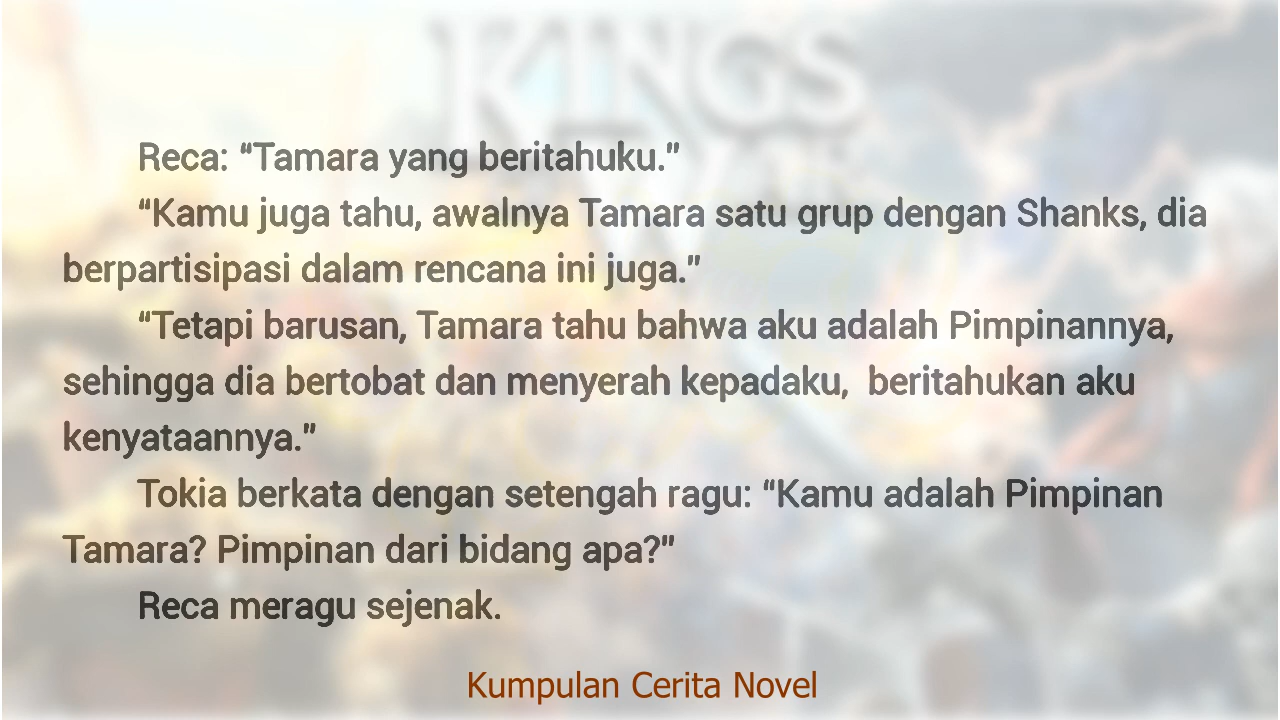 KINGS
Reca: “Tamara yang beritahuku.”
“Kamu juga tahu, awalnya Tamara satu grup dengan Shanks, dia
berpartisipasi dalam rencana ini juga.”
“Tetapi barusan, Tamara tahu bahwa aku adalah Pimpinannya,
sehingga dia bertobat dan menyerah kepadaku,  beritahukan aku
kenyataannya.”
Tokia berkata dengan setengah ragu: “Kamu adalah Pimpinan
Tamara? Pimpinan dari bidang apa?”
Reca meragu sejenak.
Kumpulan Cerita Novel